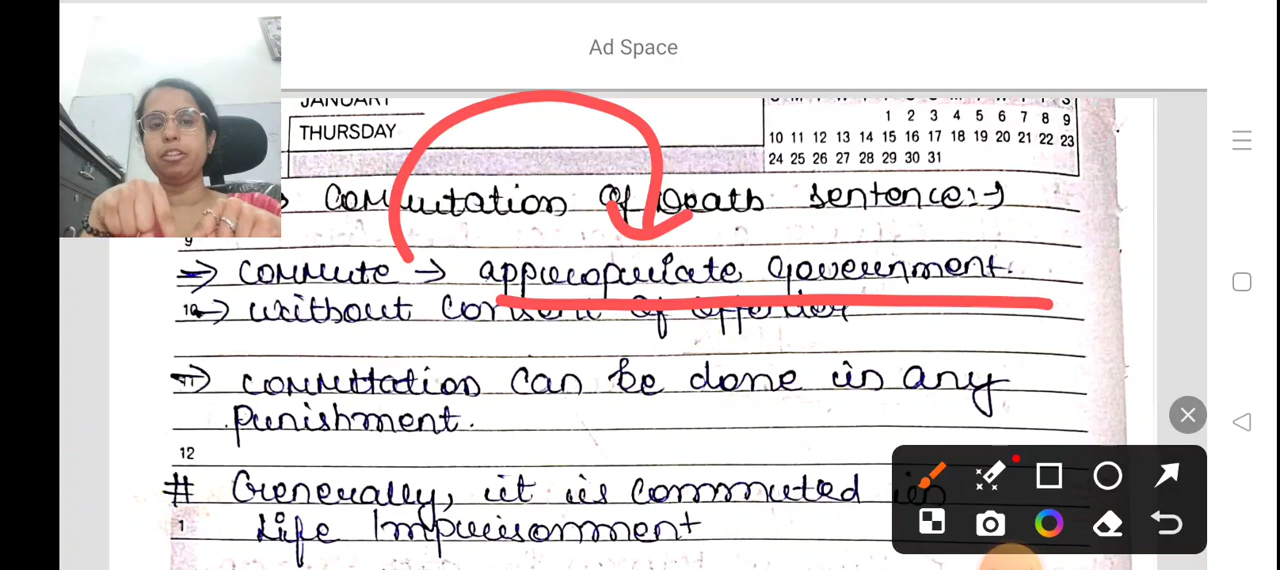 Ad Space
JANUARY
THURSDAY
1 2 3 4 5 6 7 8 9
10 11 12 13 14 15 16 17 18 19 20 21 22 23
24 25 26 27 28 29 30 31
Commutation Of Death Sentence:→
9
⇒ Commute → appropriate government.
10 → without consent of offender
11 ⇒ Commttation can be done in any
punishment.
12
# Generally, it is commuted in
1 Life Imprisonment